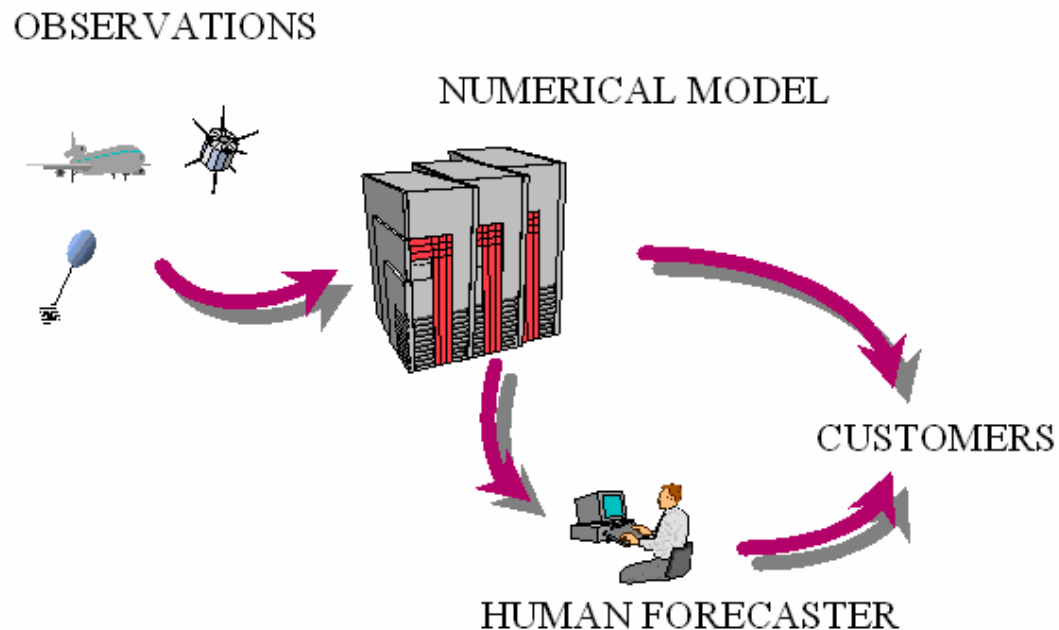 OBSERVATIONS
NUMERICAL MODEL
CUSTOMERS
HUMAN FORECASTER